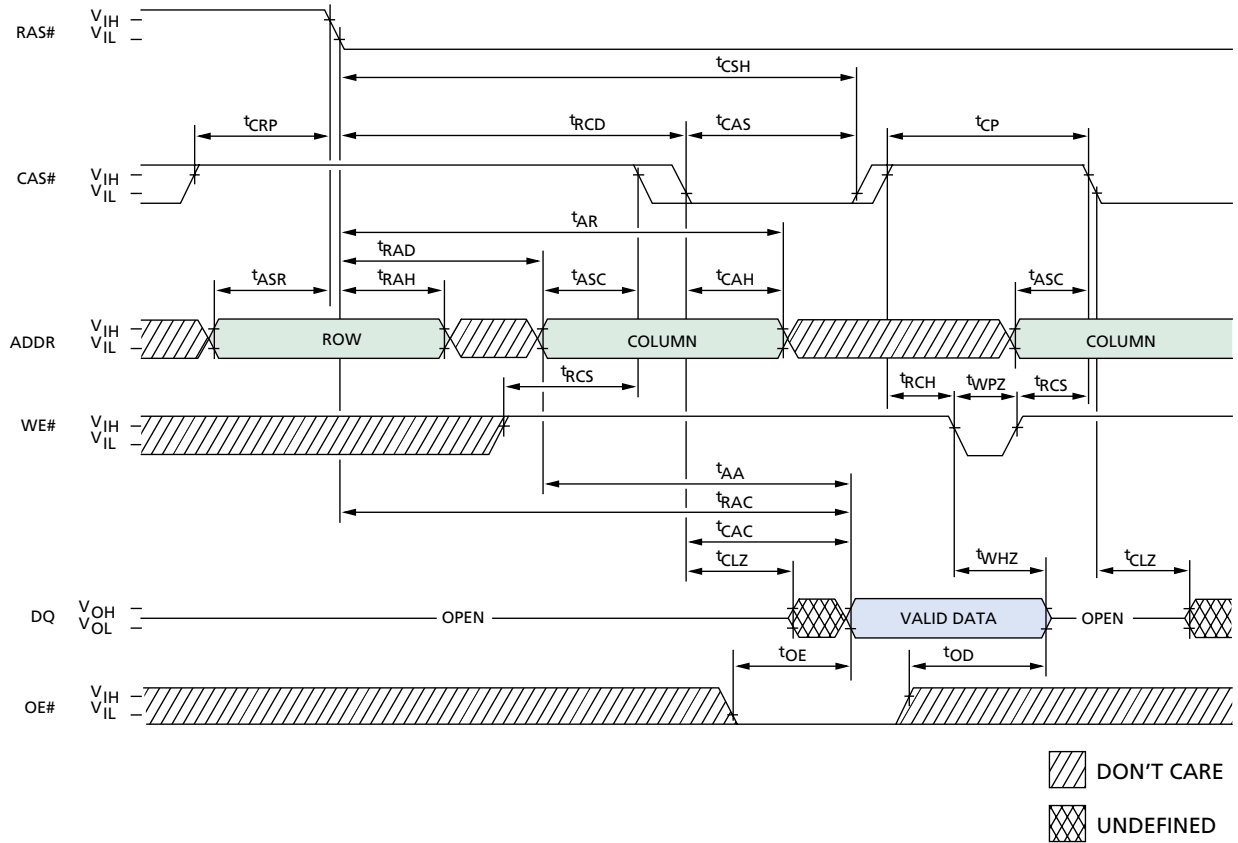 RAS# VIH
VIL
tCSH
tCRP tRCD tCAS tCP
CAS# VIH
VIL
tAR
tRAD
tASR tRAH tASC tCAH tASC
ADDR VIH
VIL
ROW COLUMN COLUMN
tRCS tRCH tWPZ tRCS
WE# VIH
VIL
tAA
tRAC
tCAC
tCLZ tWHZ tCLZ
DQ VOH
VOL
OPEN VALID DATA OPEN
tOE tOD
OE# VIH
VIL
DON'T CARE
UNDEFINED